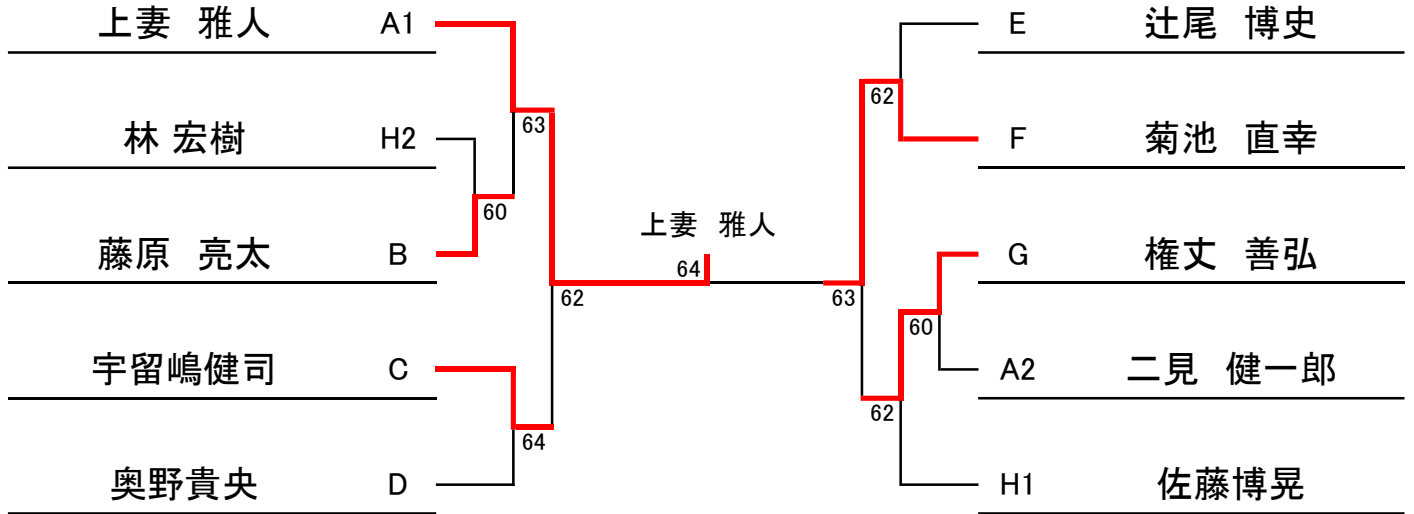 上妻 雅人 A1
林 宏樹 H2
藤原 亮太 B
宇留嶋健司 C
奥野貴央 D
63
60
62
64
上妻 雅人
64
E 辻尾 博史
F 菊池 直幸
G 権丈 善弘
A2 二見 健一郎
H1 佐藤博晃
62
63
60
62